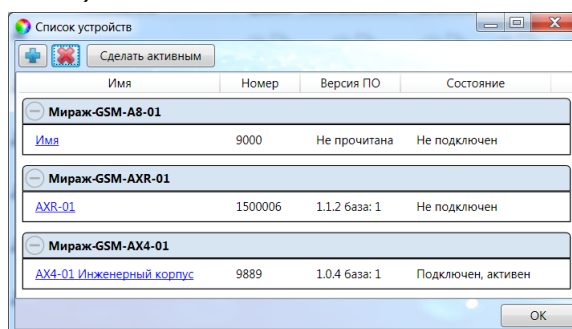 Список устройств
Сделать активным
Имя Номер Версия ПО Состояние
Мираж-GSM-A8-01
Имя 9000 Не прочитана Не подключен
Мираж-GSM-AXR-01
AXR-01 1500006 1.1.2 база: 1 Не подключен
Мираж-GSM-AX4-01
AX4-01 Инженерный корпус 9889 1.0.4 база: 1 Подключен, активен
OK